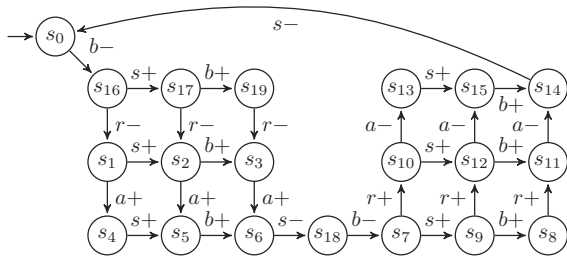 s−
s₀
b−
s₁₆ s+ s₁₇ b+ s₁₉ s₁₃ s+ s₁₅ b+ s₁₄
r− r− r− a− a− a−
s₁ s+ s₂ b+ s₃ s₁₀ s+ s₁₂ b+ s₁₁
a+ a+ a+ r+ r+ r+
s₄ s+ s₅ b+ s₆ s− s₁₈ b− s₇ s+ s₉ b+ s₈